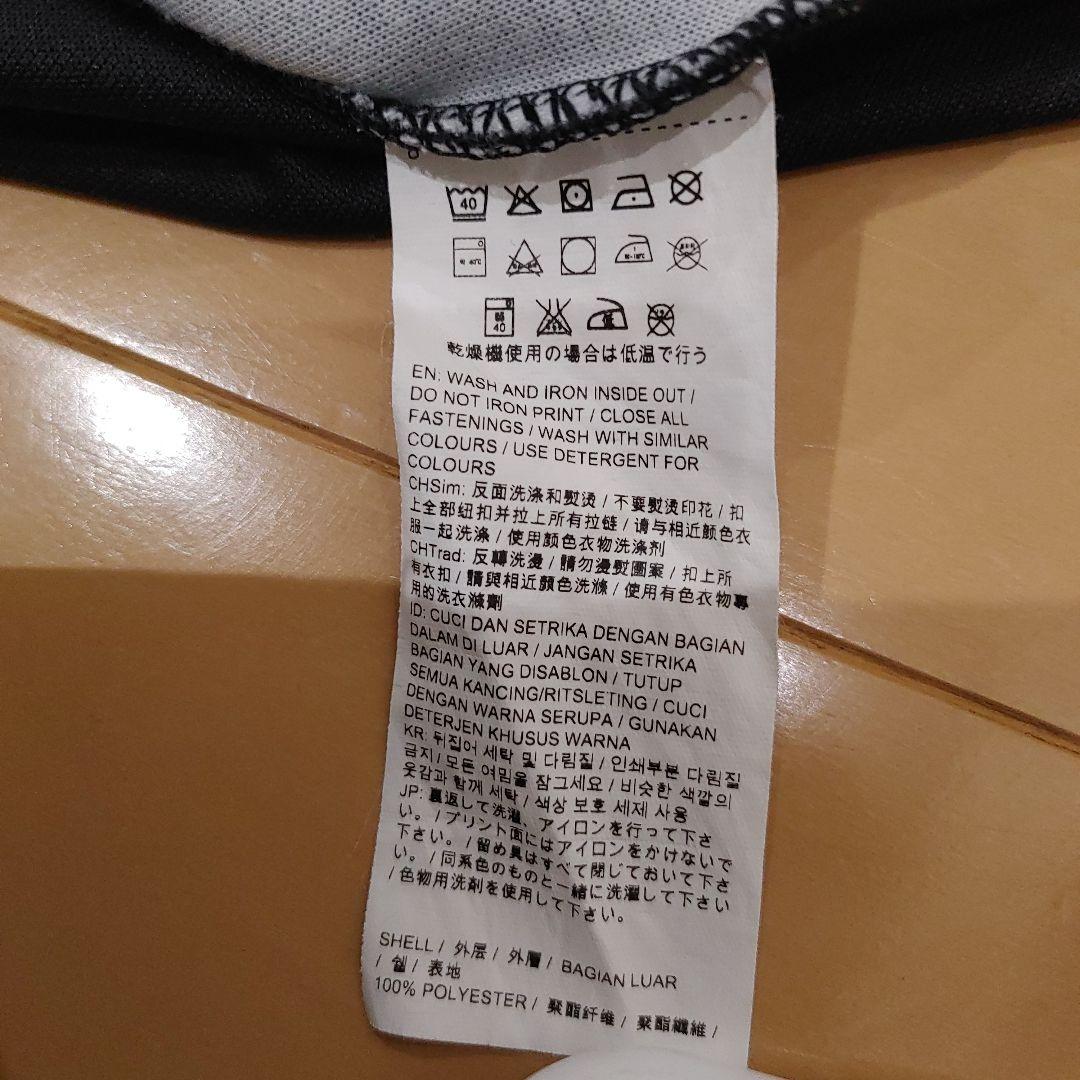 40
弱
40
低
乾燥機使用の場合は低温で行う
EN: WASH AND IRON INSIDE OUT /
DO NOT IRON PRINT / CLOSE ALL
FASTENINGS / WASH WITH SIMILAR
COLOURS / USE DETERGENT FOR
COLOURS
CHSim: 反面洗涤和熨烫 / 不要熨烫印花 / 扣
上全部纽扣并拉上所有拉链 / 请与相近颜色衣
服一起洗涤 / 使用颜色衣物洗涤剂
CHTrad: 反轉洗燙 / 請勿燙熨圖案 / 扣上所
有衣扣 / 請與相近顏色洗滌 / 使用有色衣物專
用的洗衣滌劑
ID: CUCI DAN SETRIKA DENGAN BAGIAN
DALAM DI LUAR / JANGAN SETRIKA
BAGIAN YANG DISABLON / TUTUP
SEMUA KANCING/RITSLETING / CUCI
DENGAN WARNA SERUPA / GUNAKAN
DETERJEN KHUSUS WARNA
KR: 뒤집어 세탁 및 다림질 / 인쇄부분 다림질
금지 / 모든 여밈을 잠그세요 / 비슷한 색깔의
옷감과 함께 세탁 / 색상 보호 세제 사용
JP: 裏返して洗濯、アイロンを行って下さ
い。 / プリント面にはアイロンをかけないで
下さい。 / 留め具はすべて閉じておいて下さ
い。 / 同系色のものと一緒に洗濯して下さい
/ 色物用洗剤を使用して下さい。
SHELL / 外层 / 外層 / BAGIAN LUAR
/ 쉘 / 表地
100% POLYESTER / 聚酯纤维 / 聚酯纖維 /